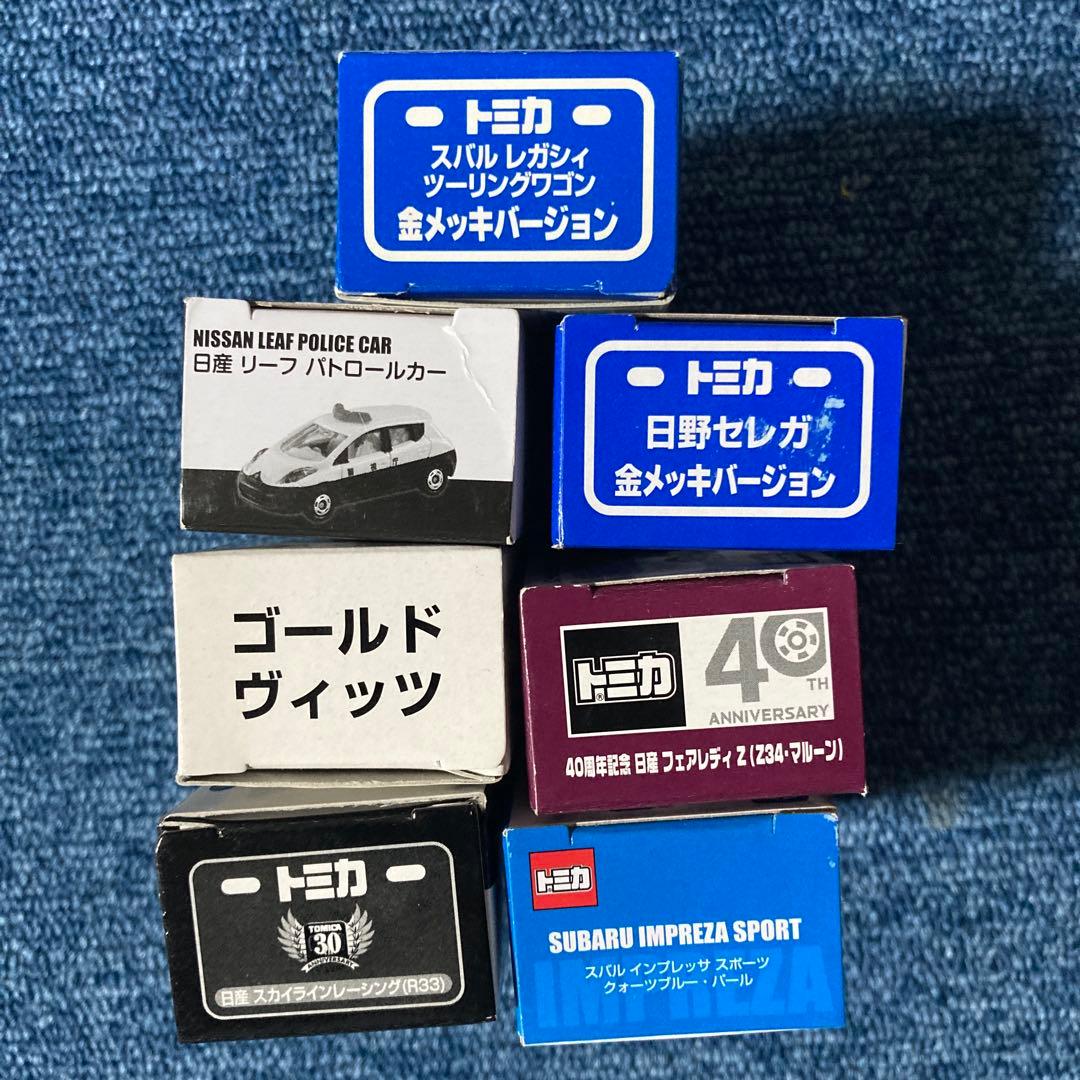 トミカ
スバル レガシィ
ツーリングワゴン
金メッキバージョン
NISSAN LEAF POLICE CAR
日産 リーフ パトロールカー
警視庁
トミカ
日野セレガ
金メッキバージョン
ゴールド
ヴィッツ
トミカ®
40TH
ANNIVERSARY
40周年記念 日産 フェアレディ Z (Z34・マルーン)
トミカ
TOMICA
30
ANNIVERSARY
日産 スカイラインレーシング(R33)
トミカ
SUBARU IMPREZA SPORT
スバル インプレッサ スポーツ
クォーツブルー・パール
IMPREZA